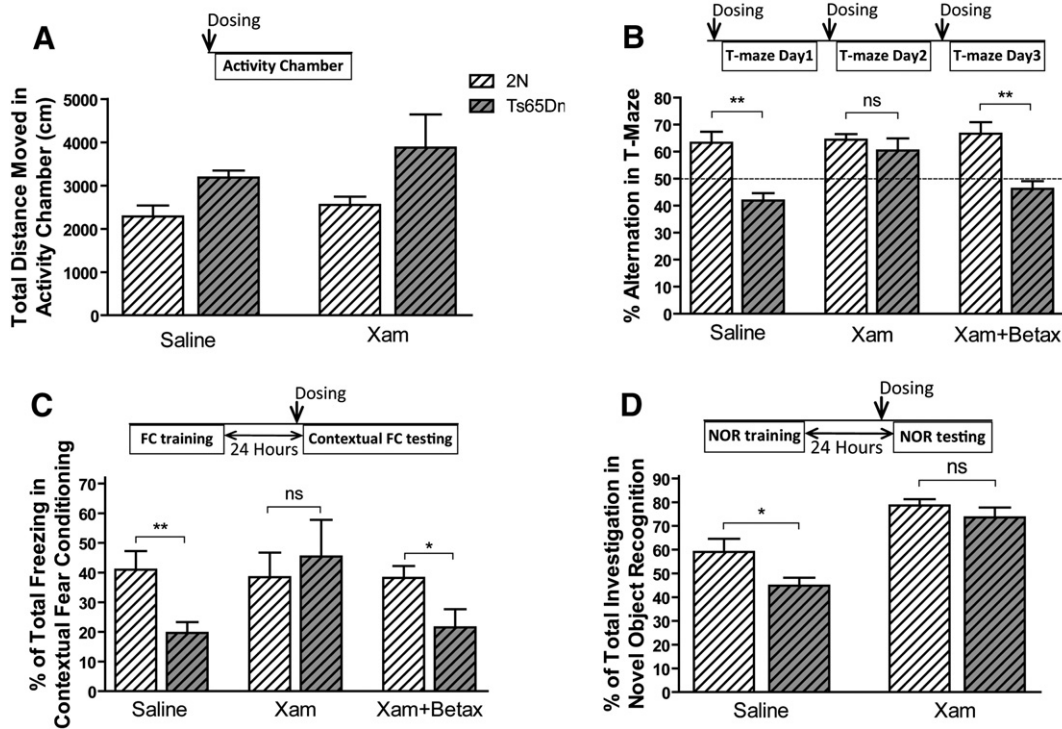 A
Dosing
Activity Chamber
2N
Ts65Dn
Total Distance Moved in
Activity Chamber (cm)
5000
4000
3000
2000
1000
0
Saline
Xam
B
Dosing
Dosing
Dosing
T-maze Day1
T-maze Day2
T-maze Day3
% Alternation in T-Maze
80
70
60
50
40
30
20
10
0
**
ns
**
Saline
Xam
Xam+Betax
C
Dosing
FC training
24 Hours
Contextual FC testing
% of Total Freezing in
Contextual Fear Conditioning
70
60
50
40
30
20
10
0
**
ns
*
Saline
Xam
Xam+Betax
D
Dosing
NOR training
24 Hours
NOR testing
% of Total Investigation in
Novel Object Recognition
90
80
70
60
50
40
30
20
10
0
*
ns
Saline
Xam